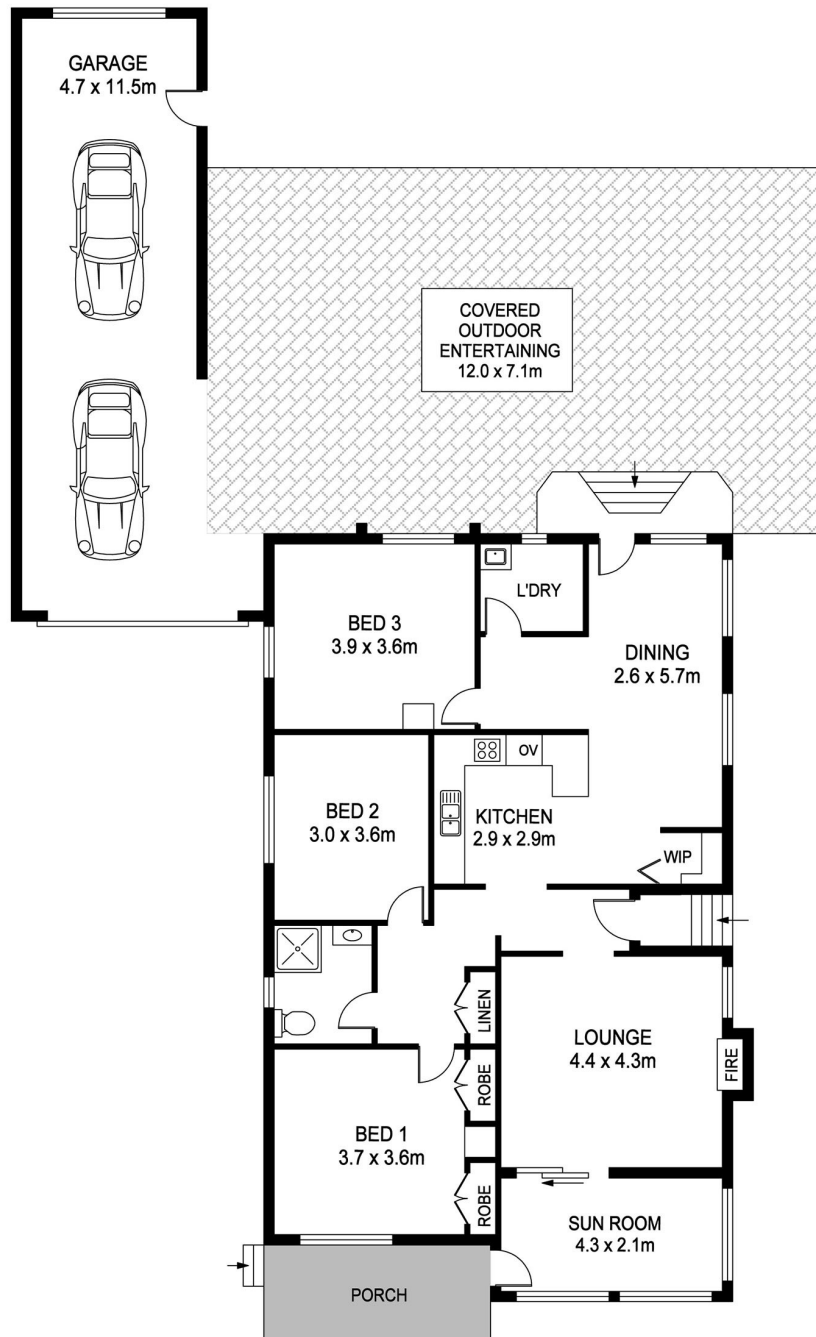 GARAGE
4.7 x 11.5m
COVERED
OUTDOOR
ENTERTAINING
12.0 x 7.1m
L'DRY
BED 3
3.9 x 3.6m
DINING
2.6 x 5.7m
OV
BED 2
3.0 x 3.6m
KITCHEN
2.9 x 2.9m
WIP
LINEN
LOUNGE
4.4 x 4.3m
FIRE
ROBE
BED 1
3.7 x 3.6m
ROBE
SUN ROOM
4.3 x 2.1m
PORCH